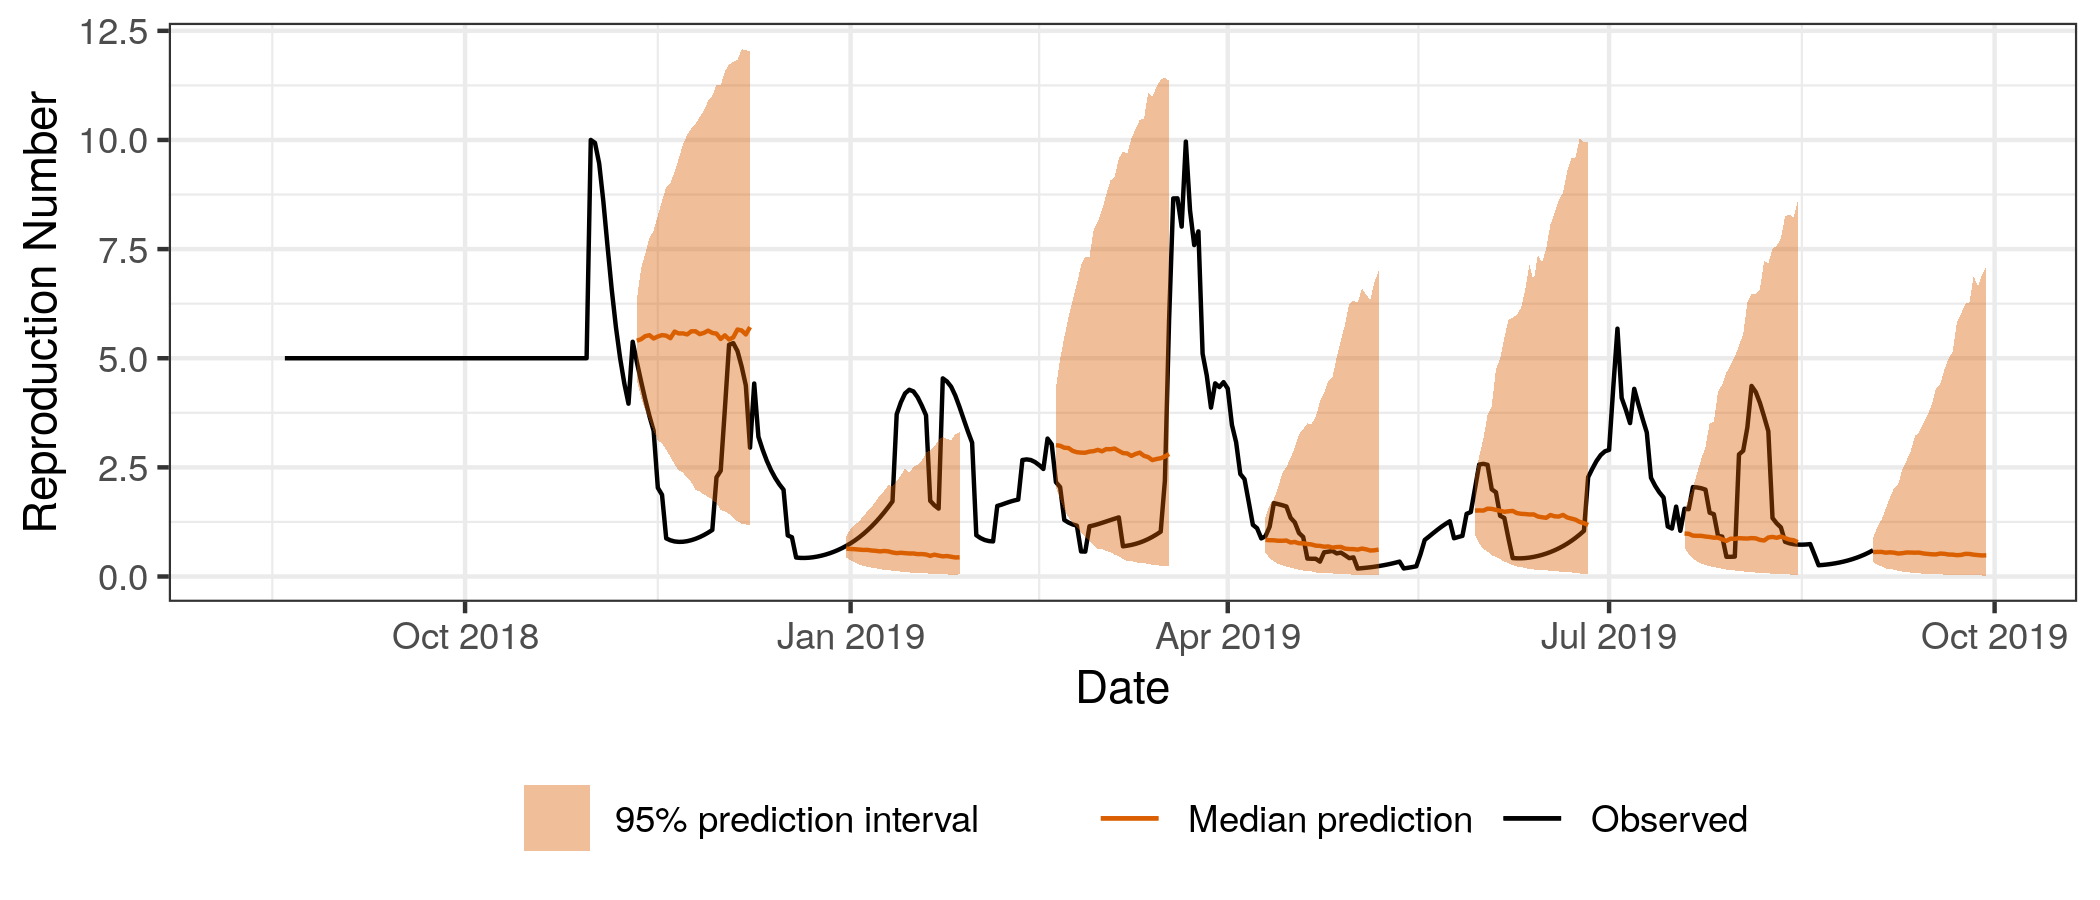 Reproduction Number
12.5
10.0
7.5
5.0
2.5
0.0
Oct 2018 Jan 2019 Apr 2019 Jul 2019 Oct 2019
Date
95% prediction interval Median prediction Observed